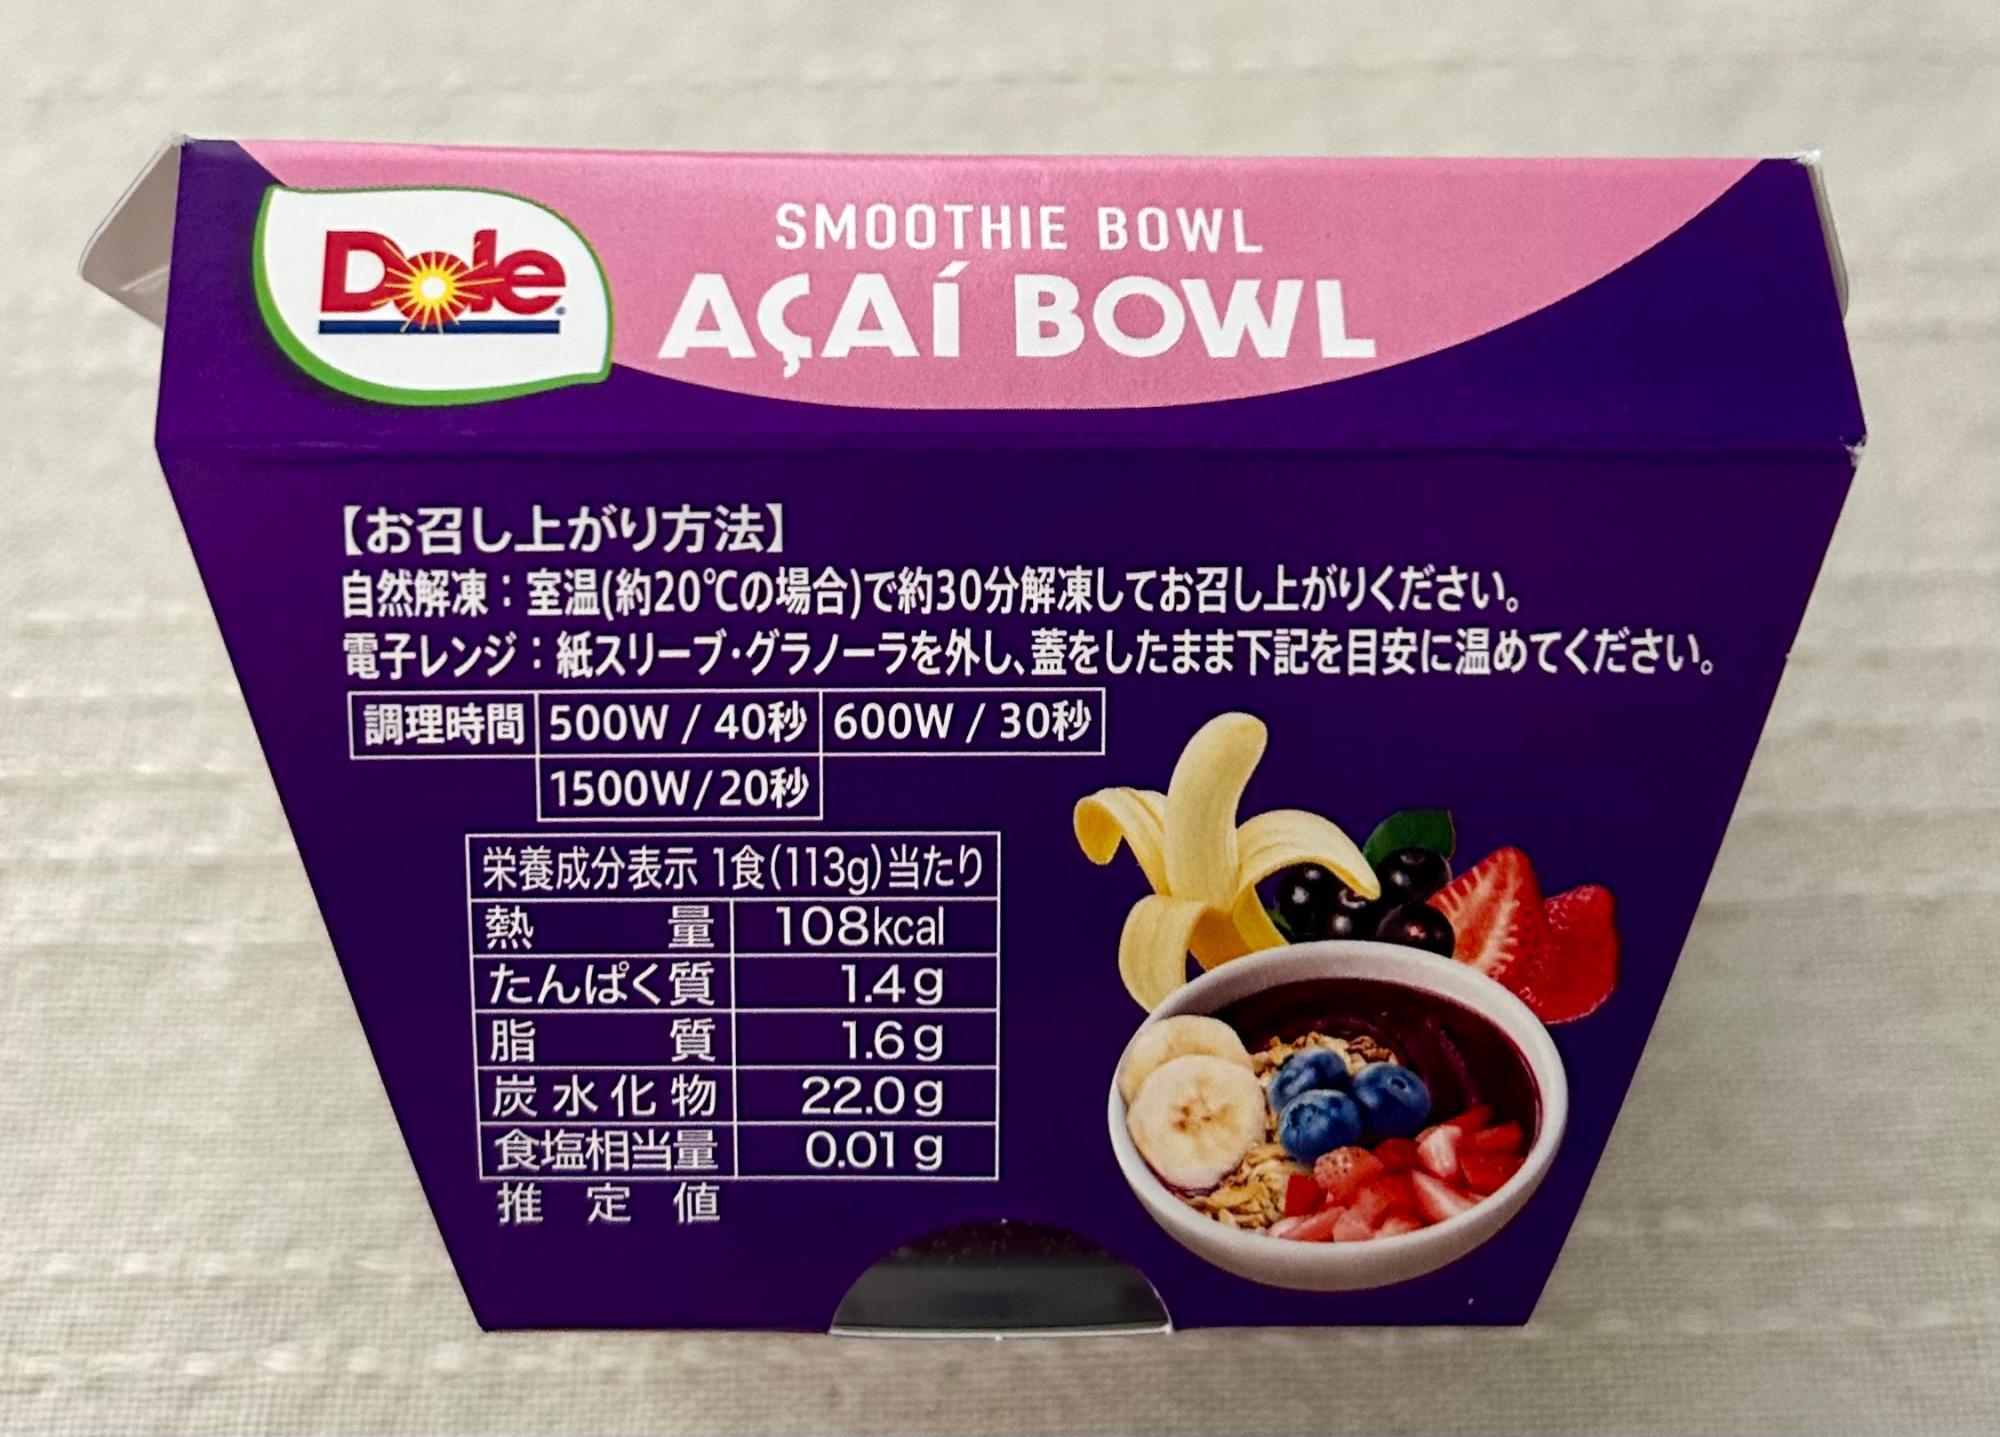 Dole
SMOOTHIE BOWL
AÇAÍ BOWL
【お召し上がり方法】
自然解凍：室温(約20℃の場合)で約30分解凍してお召し上がりください。
電子レンジ：紙スリーブ・グラノーラを外し、蓋をしたまま下記を目安に温めてください。
調理時間 500W / 40秒 600W / 30秒
1500W/20秒
栄養成分表示 1食(113g)当たり
熱量 108kcal
たんぱく質 1.4g
脂質 1.6g
炭水化物 22.0g
食塩相当量 0.01g
推定値